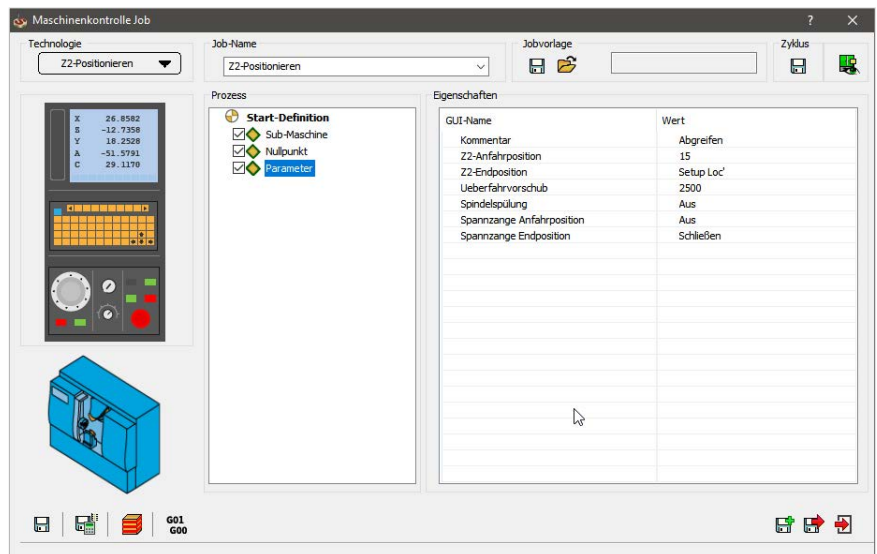 Maschinenkontrolle Job
?
Technologie
Job-Name
Jobvorlage
Zyklus
Z2-Positionieren
Z2-Positionieren
Prozess
Eigenschaften
X 26.8582
Z -12.7358
Y 18.2528
A -51.5791
C 29.1170
Start-Definition
Sub-Maschine
Nullpunkt
Parameter
GUI-Name Wert
Kommentar Abgreifen
Z2-Anfahrposition 15
Z2-Endposition Setup Loc'
Ueberfahrvorschub 2500
Spindelspülung Aus
Spannzange Anfahrposition Aus
Spannzange Endposition Schließen
G01
G00